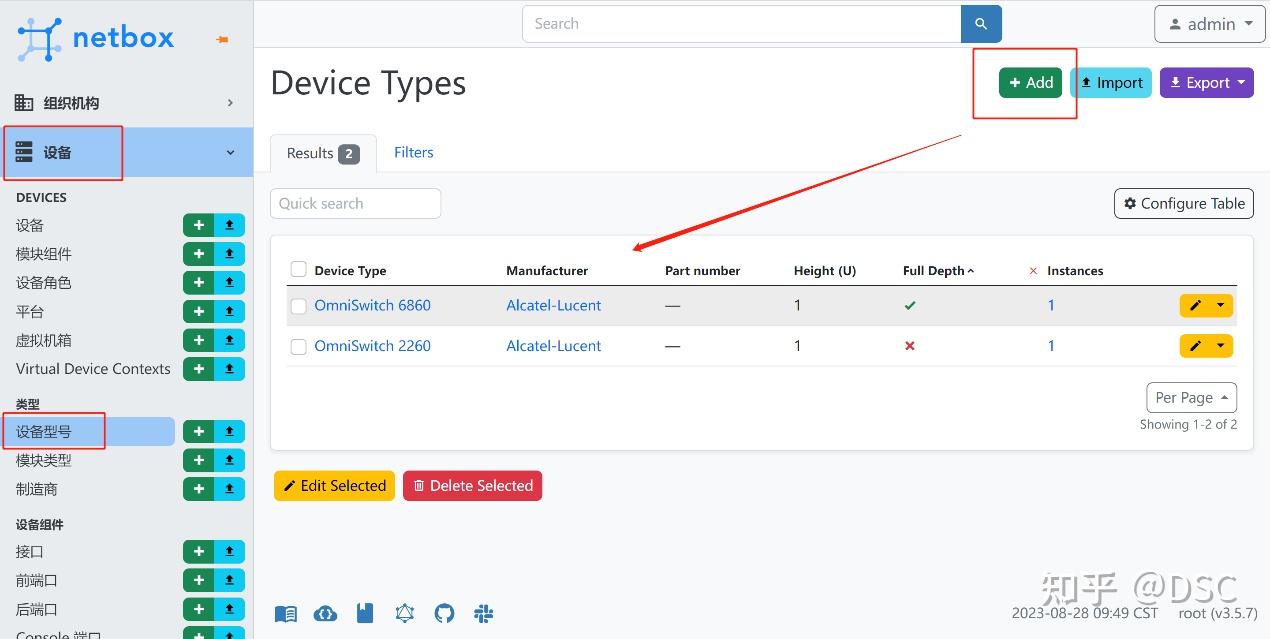 netbox
Search
admin
组织机构
Device Types
Add
Import
Export
设备
Results 2
Filters
DEVICES
设备
Quick search
Configure Table
模块组件
设备角色
Device Type Manufacturer Part number Height (U) Full Depth Instances
平台
OmniSwitch 6860 Alcatel-Lucent — 1 1
虚拟机箱
OmniSwitch 2260 Alcatel-Lucent — 1 1
Virtual Device Contexts
类型
Per Page
设备型号
Showing 1-2 of 2
模块类型
制造商
Edit Selected
Delete Selected
设备组件
接口
前端口
后端口
Console 端口
知乎 @DSC
2023-08-28 09:49 CST root (v3.5.7)